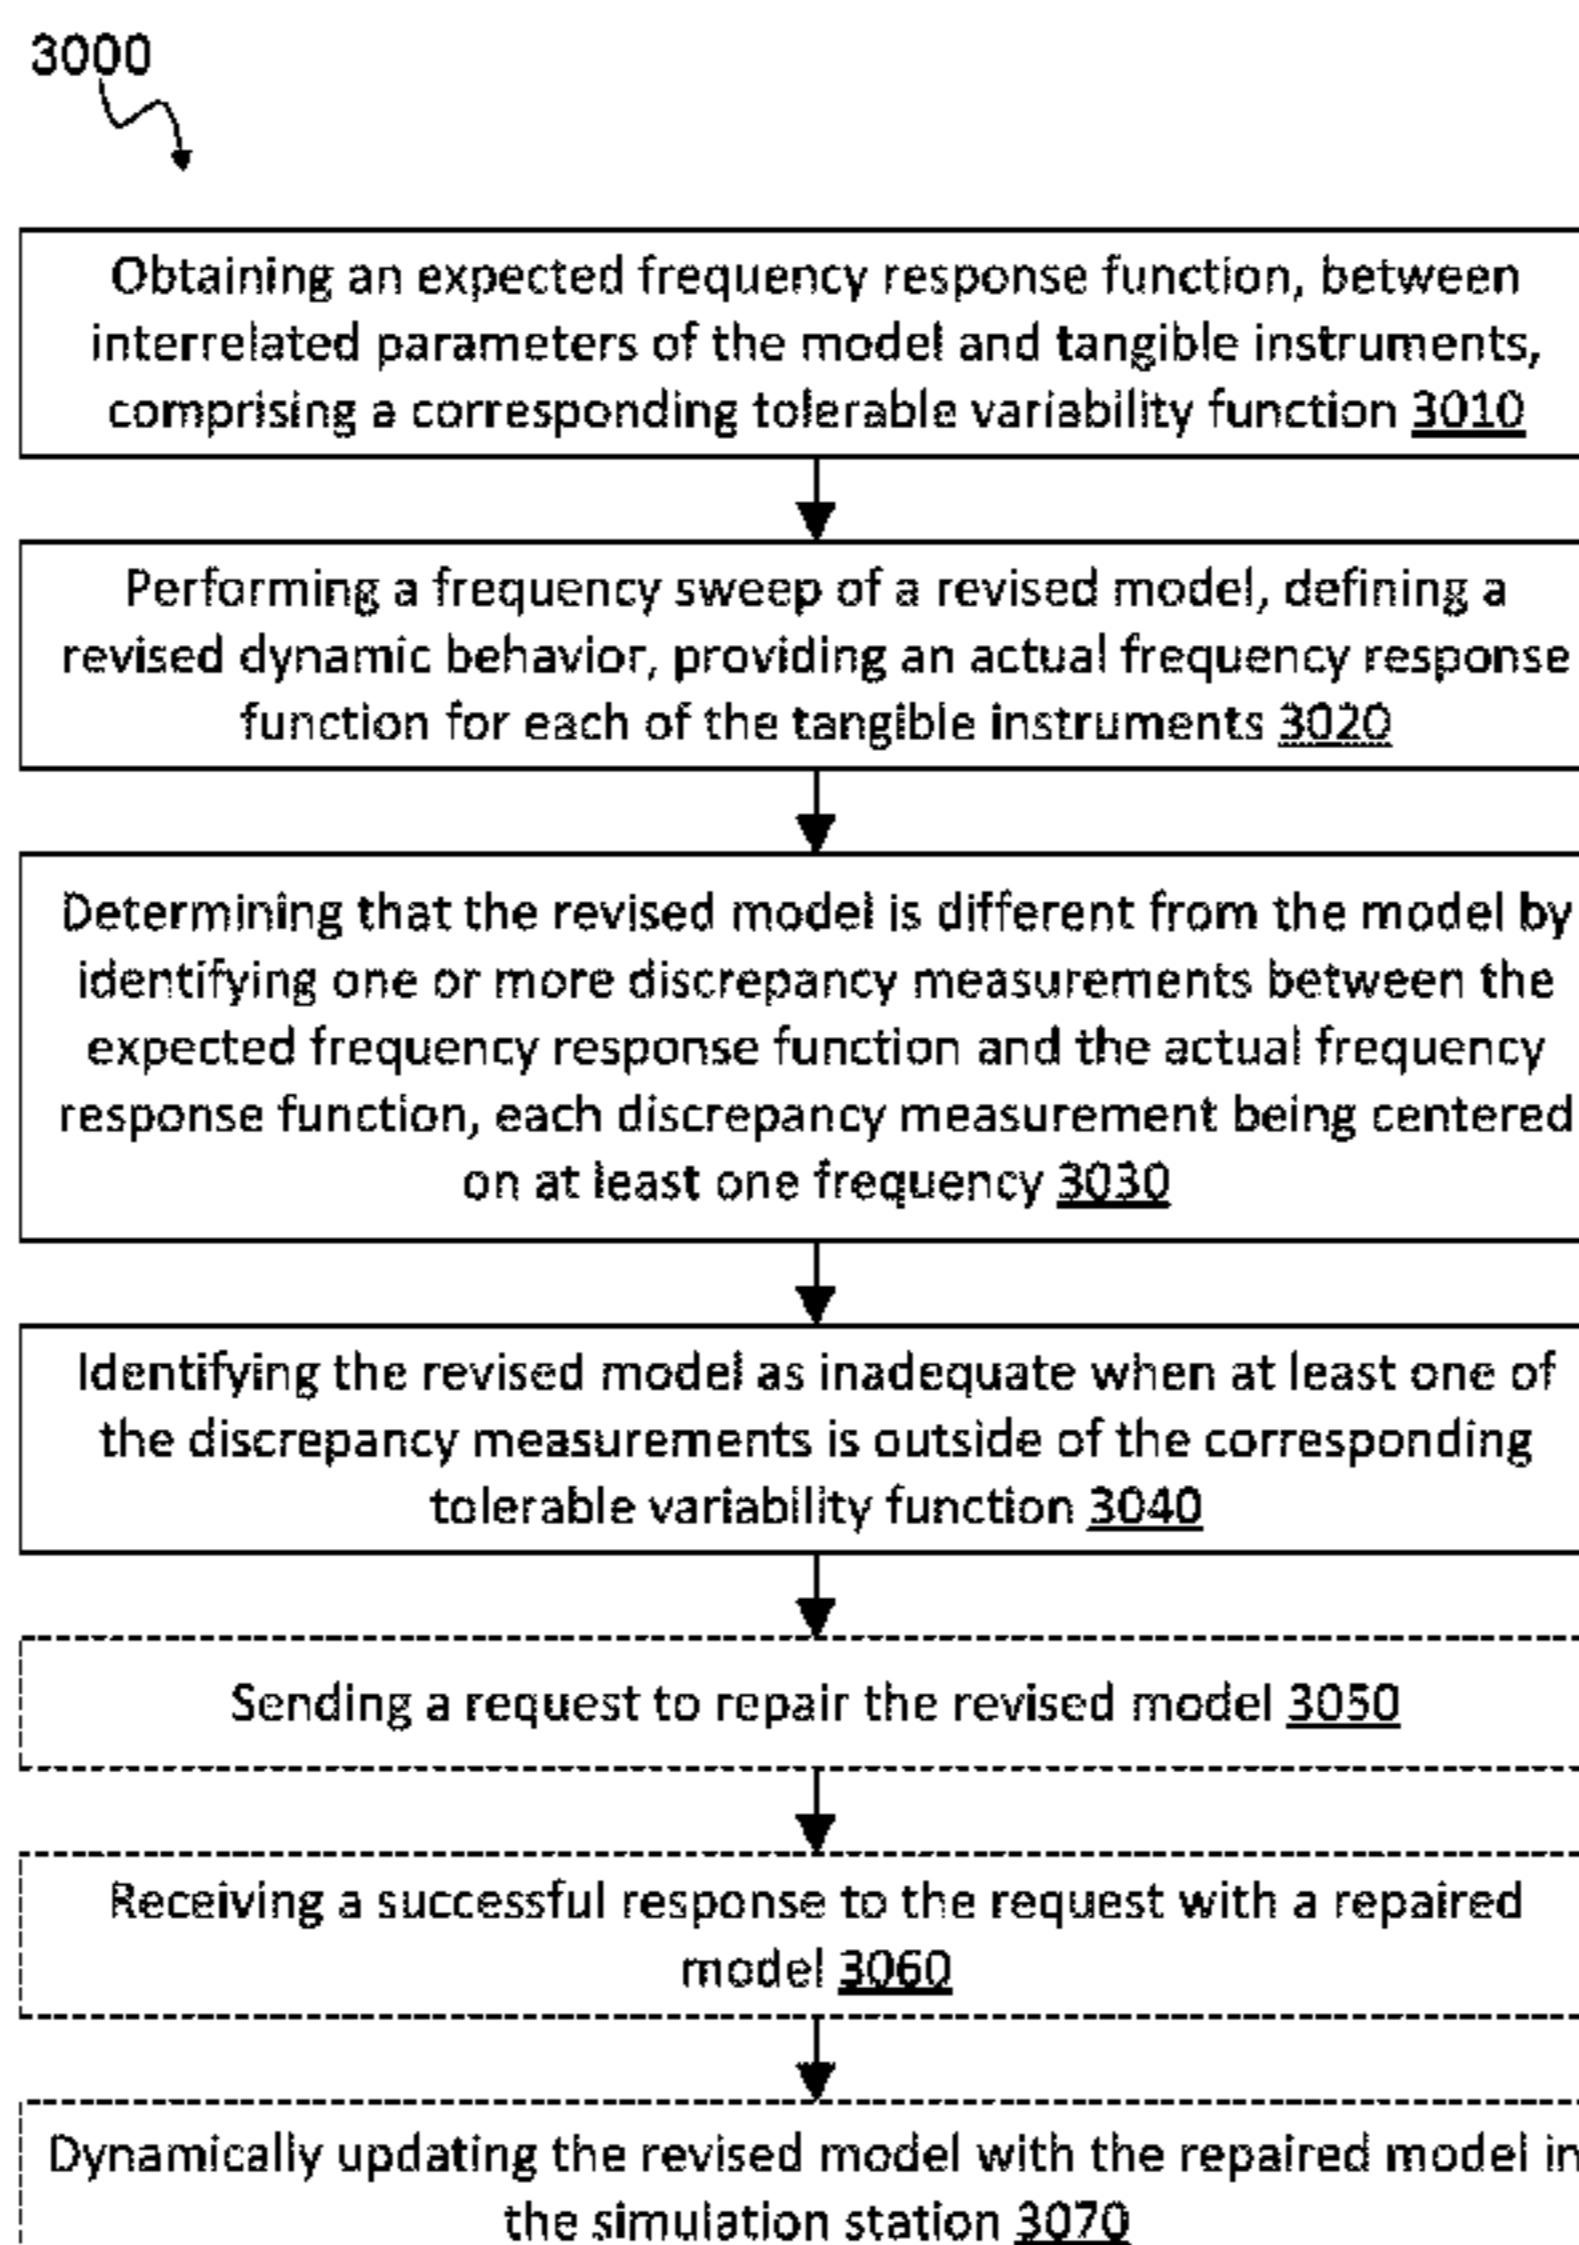 3000
Obtaining an expected frequency response function, between
interrelated parameters of the model and tangible instruments,
comprising a corresponding tolerable variability function 3010
Performing a frequency sweep of a revised model, defining a
revised dynamic behavior, providing an actual frequency response
function for each of the tangible instruments 3020
Determining that the revised model is different from the model by
identifying one or more discrepancy measurements between the
expected frequency response function and the actual frequency
response function, each discrepancy measurement being centered
on at least one frequency 3030
Identifying the revised model as inadequate when at least one of
the discrepancy measurements is outside of the corresponding
tolerable variability function 3040
Sending a request to repair the revised model 3050
Receiving a successful response to the request with a repaired
model 3060
Dynamically updating the revised model with the repaired model in
the simulation station 3070